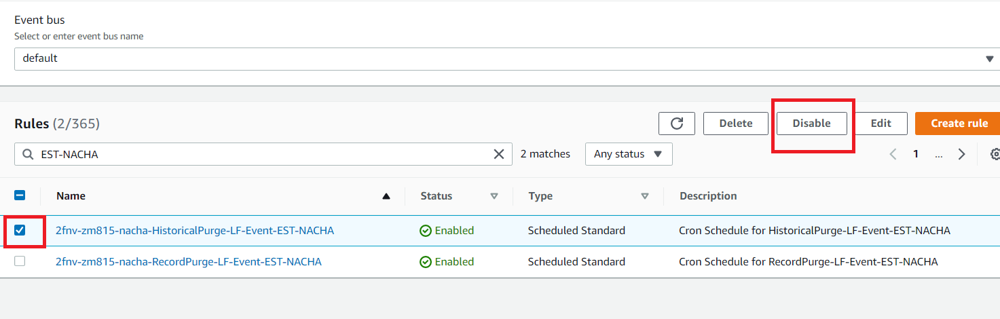 Event bus
Select or enter event bus name
default
Rules (2/365)
Delete
Disable
Edit
Create rule
EST-NACHA
2 matches
Any status
1
...
Name
Status
Type
Description
2fnv-zm815-nacha-HistoricalPurge-LF-Event-EST-NACHA
Enabled
Scheduled Standard
Cron Schedule for HistoricalPurge-LF-Event-EST-NACHA
2fnv-zm815-nacha-RecordPurge-LF-Event-EST-NACHA
Enabled
Scheduled Standard
Cron Schedule for RecordPurge-LF-Event-EST-NACHA